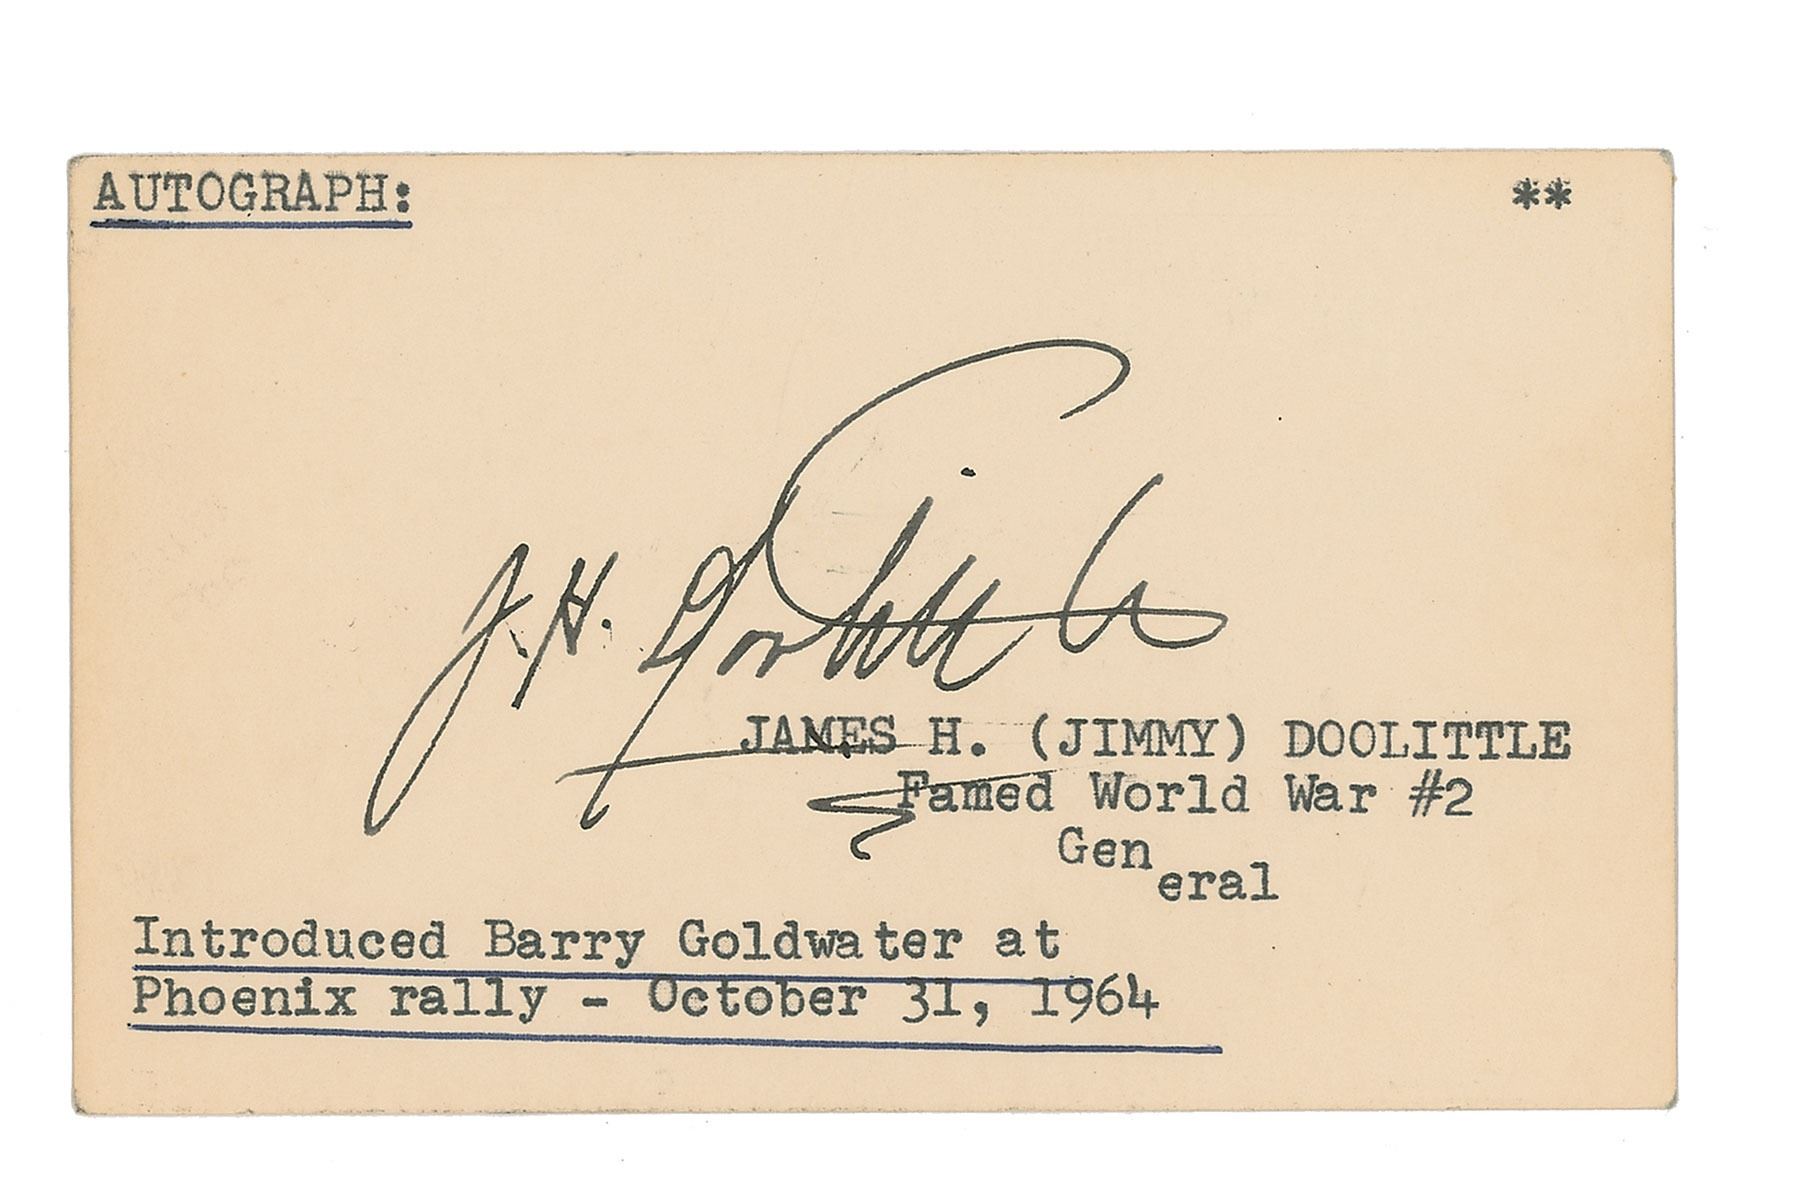 AUTOGRAPH: **
J. H. Doolittle
JAMES H. (JIMMY) DOOLITTLE
Famed World War #2
Gen
eral
Introduced Barry Goldwater at
Phoenix rally - October 31, 1964